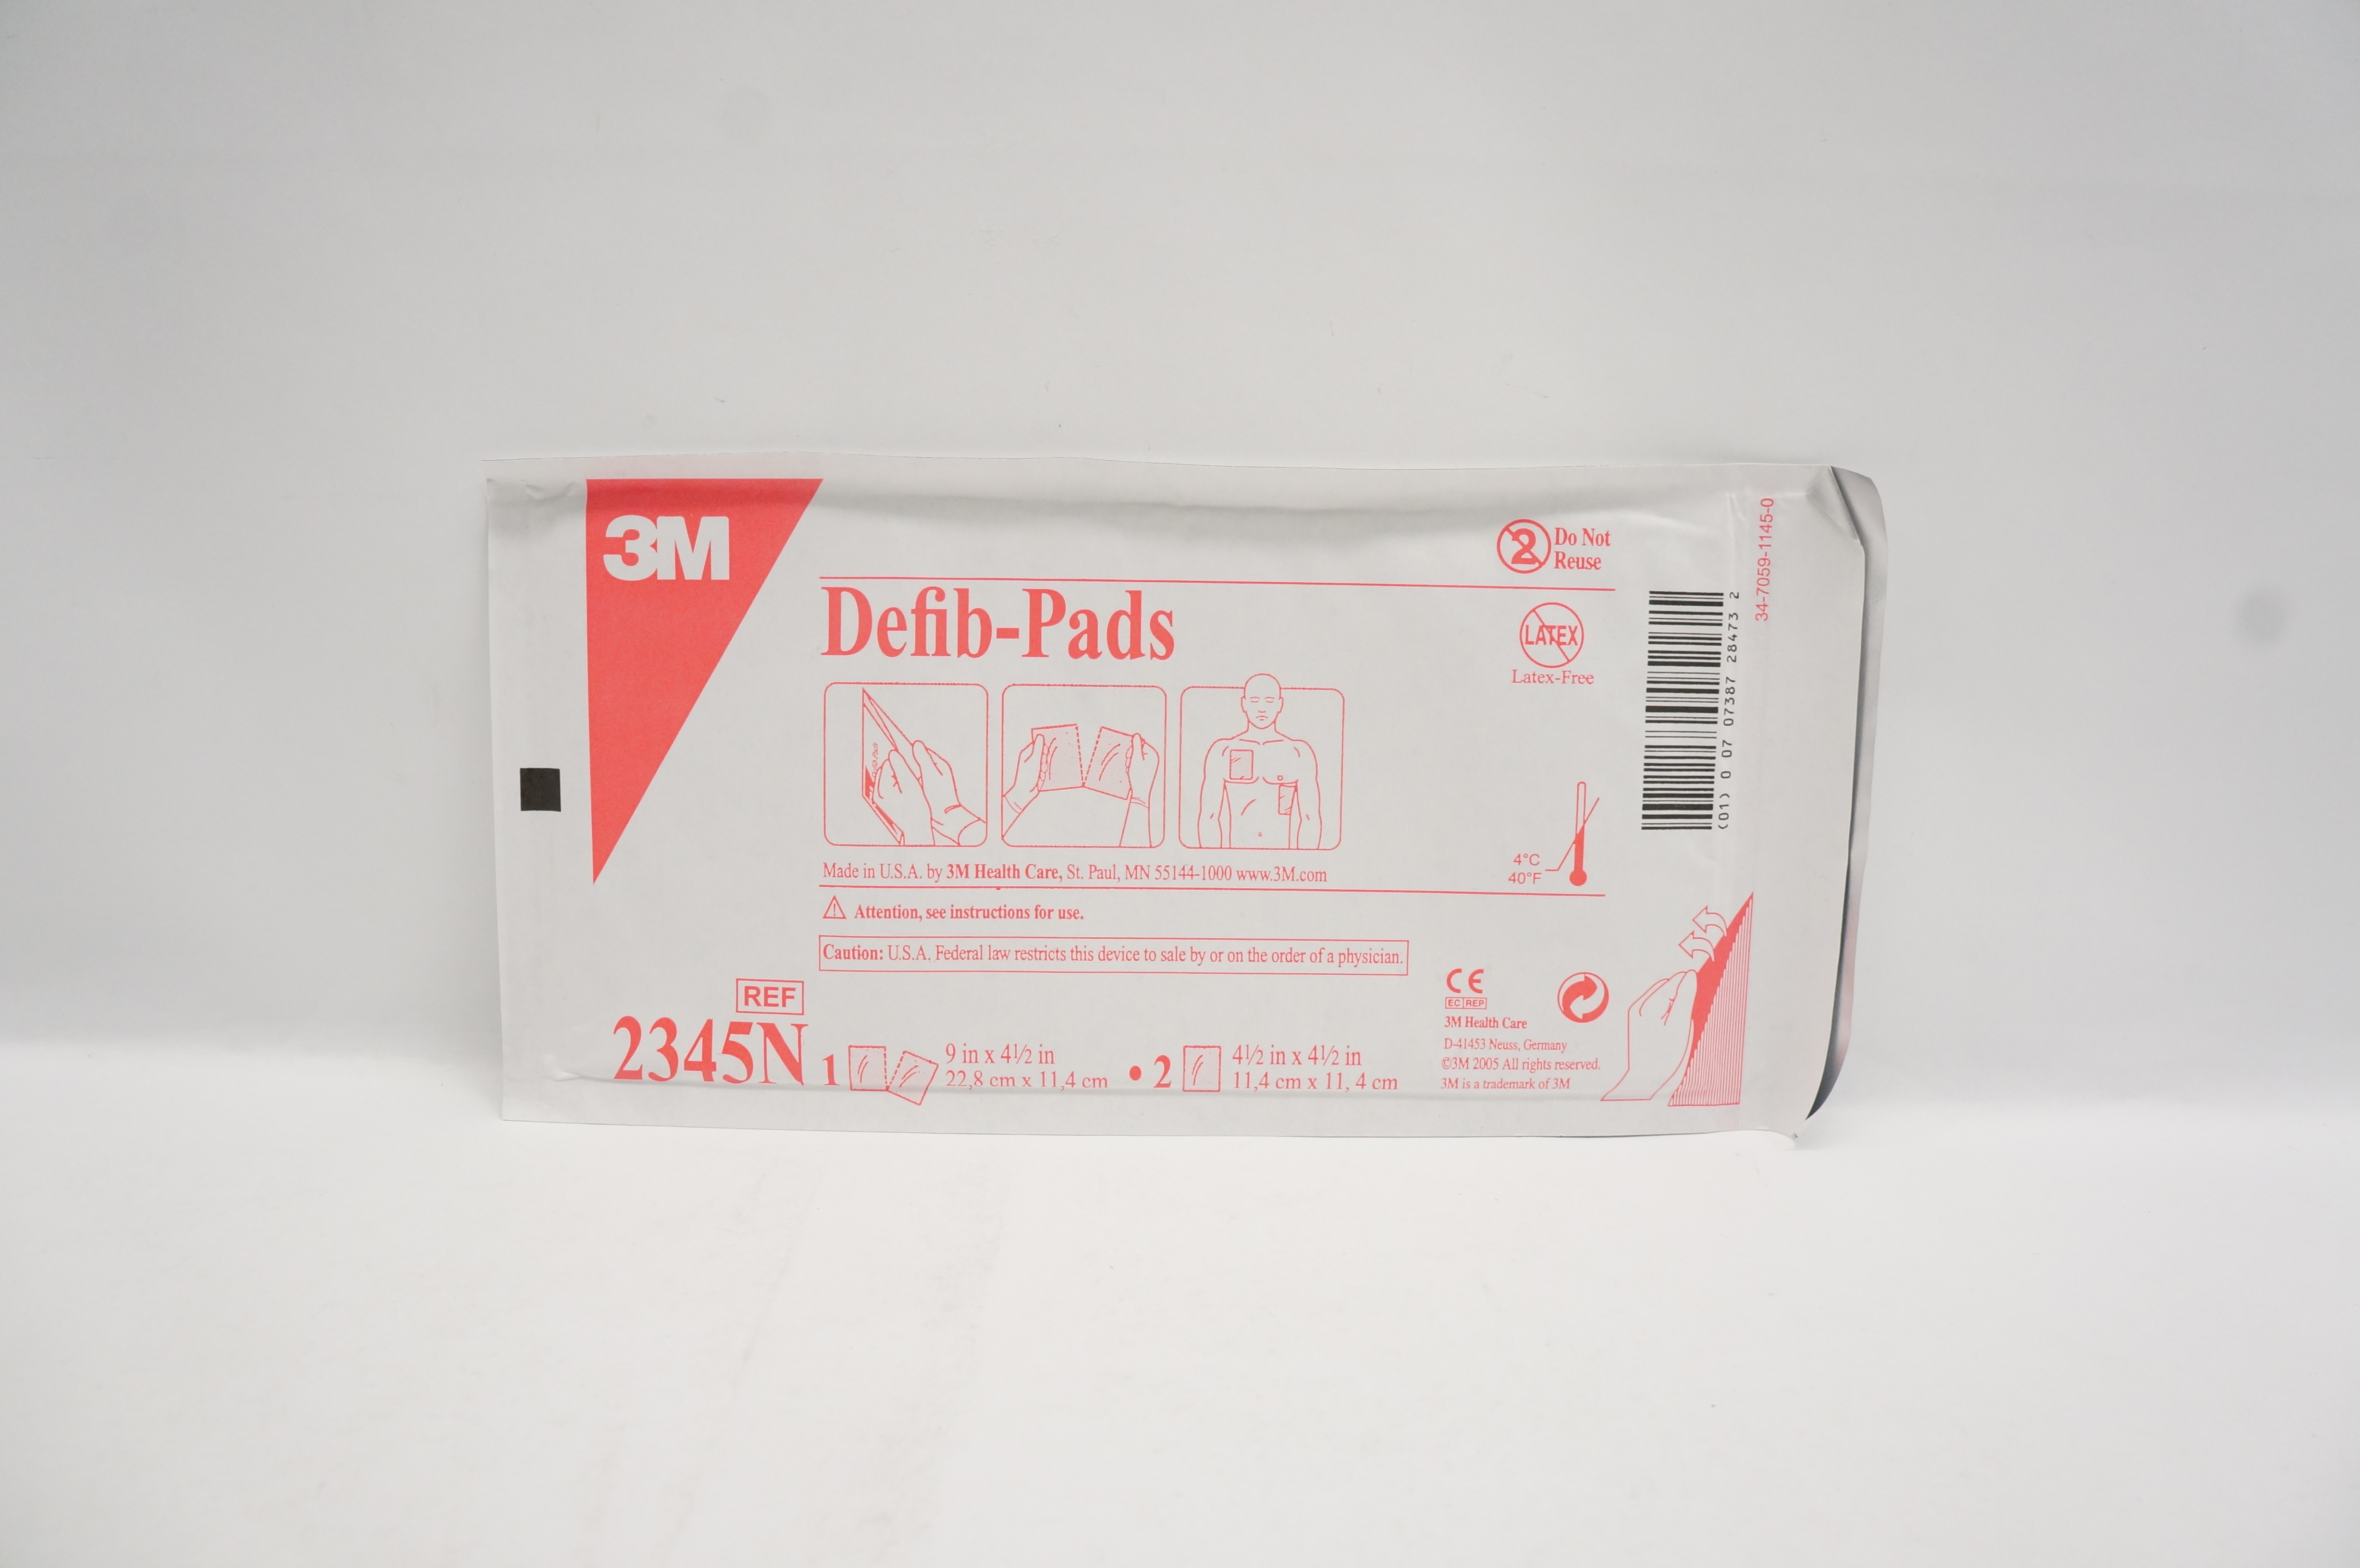 3M
Do Not
Reuse
2
Defib-Pads
LATEX
Latex-Free
34-7059-1145-0
(01) 0 07 07387 28473 2
4°C
40°F
Made in U.S.A. by 3M Health Care, St. Paul, MN 55144-1000 www.3M.com
Attention, see instructions for use.
Caution: U.S.A. Federal law restricts this device to sale by or on the order of a physician.
REF
2345N
1
9 in x 4½ in
22,8 cm x 11,4 cm
• 2
4½ in x 4½ in
11,4 cm x 11, 4 cm
CE
EC REP
3M Health Care
D-41453 Neuss, Germany
©3M 2005 All rights reserved.
3M is a trademark of 3M